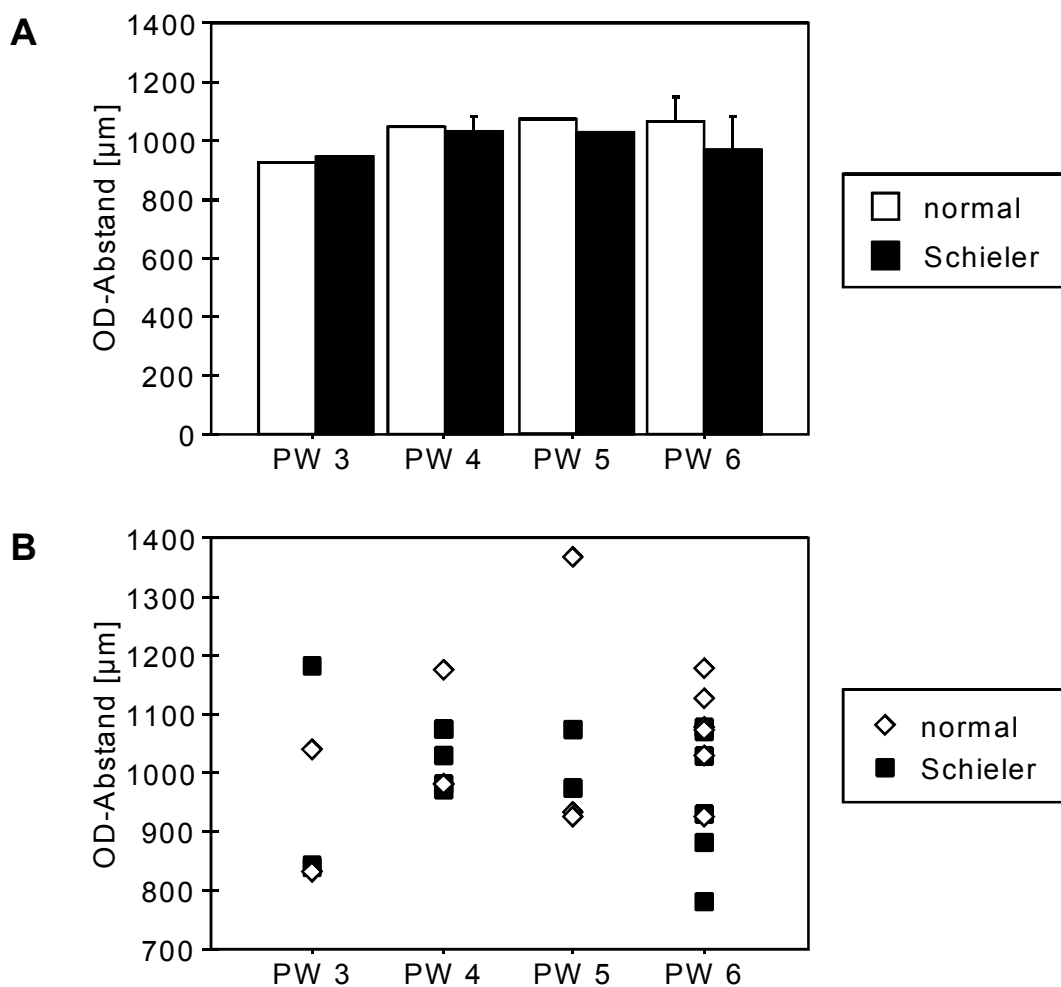 A
OD-Abstand [µm]
1400
1200
1000
800
600
400
200
0
PW 3 PW 4 PW 5 PW 6
normal
Schieler
B
OD-Abstand [µm]
1400
1300
1200
1100
1000
900
800
700
PW 3 PW 4 PW 5 PW 6
normal
Schieler